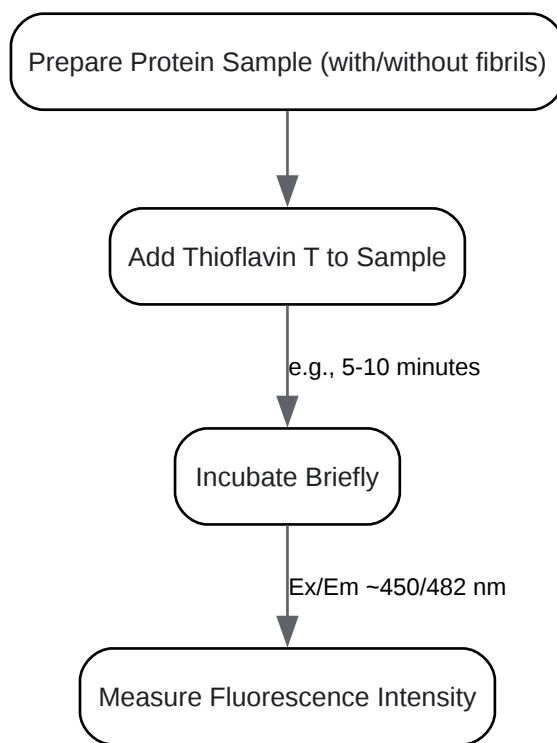 Prepare Protein Sample (with/without fibrils)
Add Thioflavin T to Sample
e.g., 5-10 minutes
Incubate Briefly
Ex/Em ~450/482 nm
Measure Fluorescence Intensity